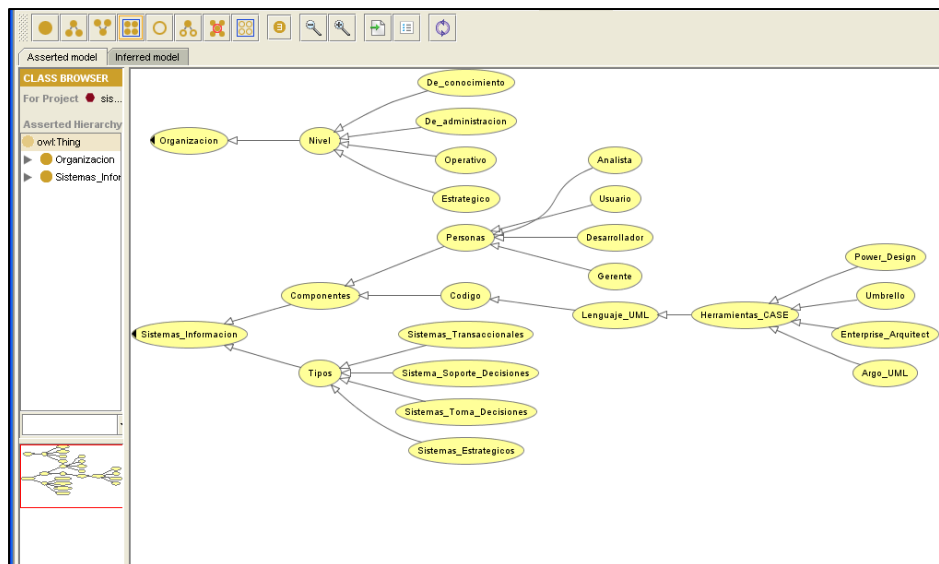 Asserted model
Inferred model
CLASS BROWSER
For Project sis...
Asserted Hierarchy
owl:Thing
Organizacion
Sistemas_Infor
De_conocimiento
De_administracion
Organizacion
Nivel
Operativo
Analista
Estrategico
Usuario
Personas
Desarrollador
Power_Design
Gerente
Componentes
Codigo
Umbrello
Lenguaje_UML
Herramientas_CASE
Sistemas_Informacion
Sistemas_Transaccionales
Enterprise_Arquitect
Tipos
Sistema_Soporte_Decisiones
Argo_UML
Sistemas_Toma_Decisiones
Sistemas_Estrategicos